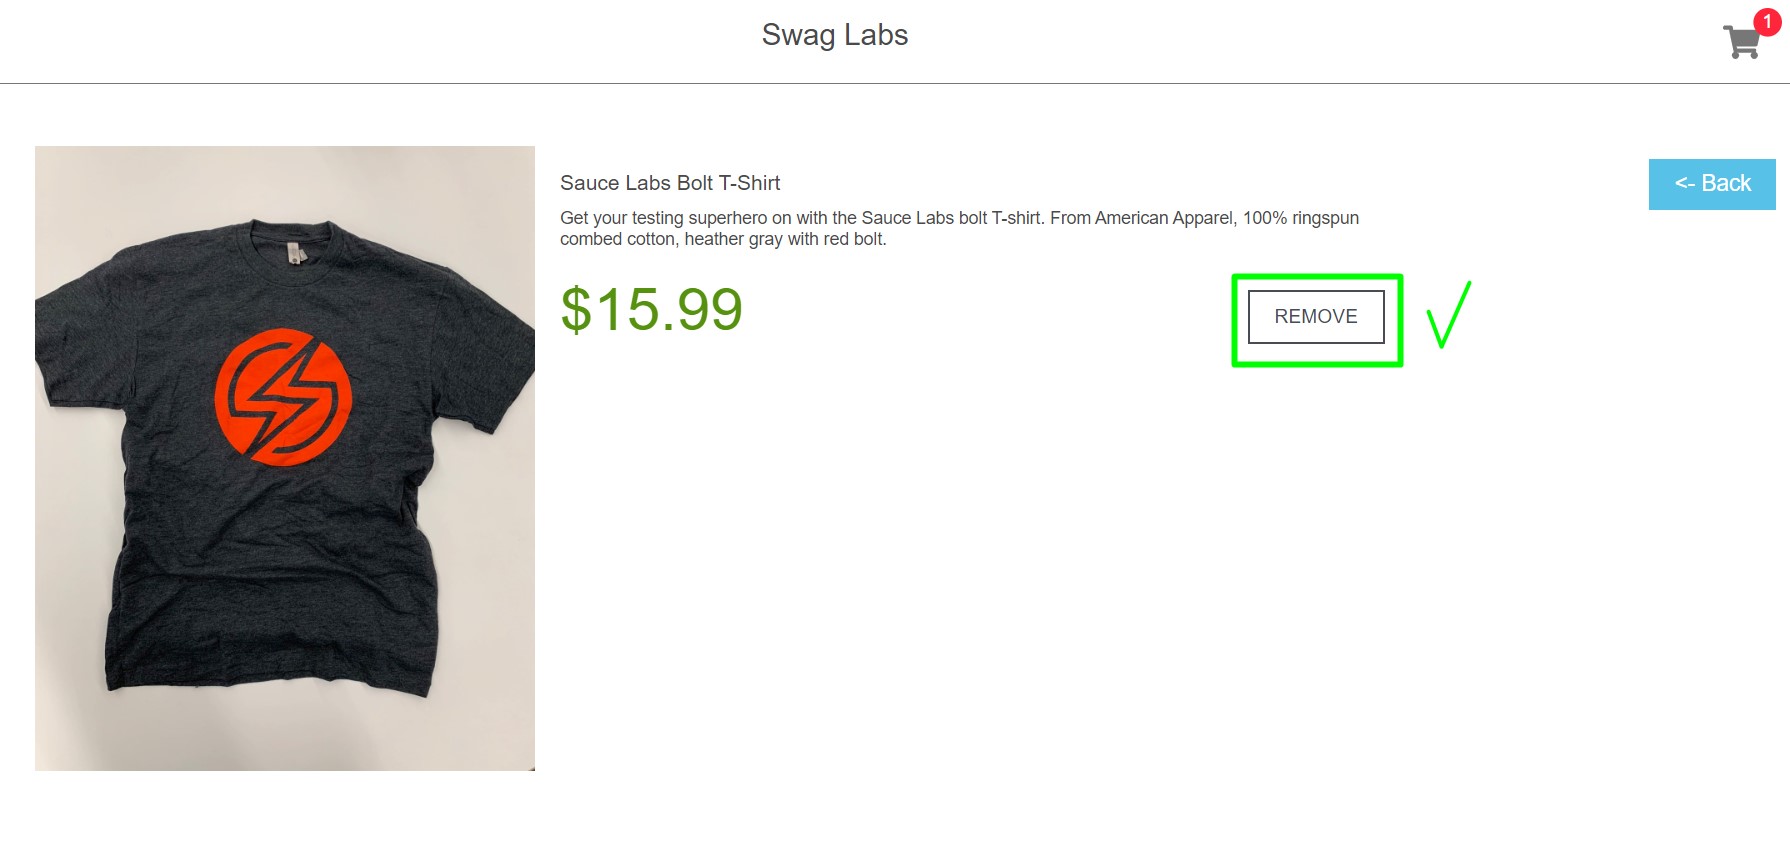 Swag Labs
1
Sauce Labs Bolt T-Shirt
<- Back
Get your testing superhero on with the Sauce Labs bolt T-shirt. From American Apparel, 100% ringspun
combed cotton, heather gray with red bolt.
$15.99
REMOVE